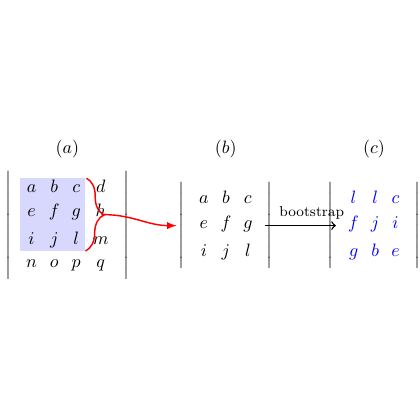 (a) (b) (c)
a b c d
e f g h
i j l m
n o p q
a b c
e f g
i j l
bootstrap
l l c
f j i
g b e